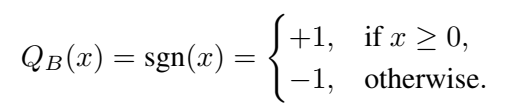 Q_B(x) = sgn(x) = { +1, if x ≥ 0,
−1, otherwise.